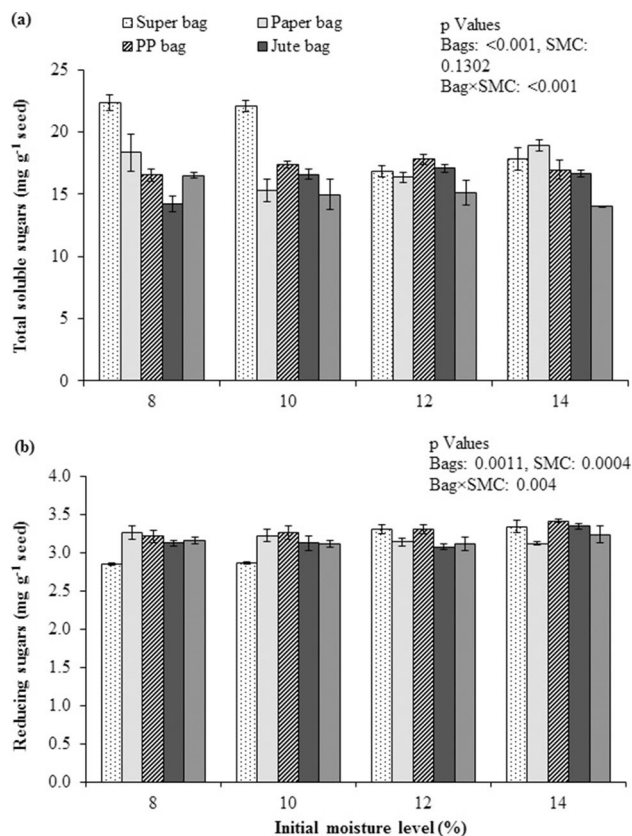 (a)
Super bag
Paper bag
PP bag
Jute bag
p Values
Bags: <0.001, SMC:
0.1302
Bag×SMC: <0.001
Total soluble sugars (mg g⁻¹ seed)
25
20
15
10
5
0
8 10 12 14
(b)
p Values
Bags: 0.0011, SMC: 0.0004
Bag×SMC: 0.004
Reducing sugars (mg g⁻¹ seed)
4.0
3.5
3.0
2.5
2.0
1.5
1.0
0.5
0.0
8 10 12 14
Initial moisture level (%)